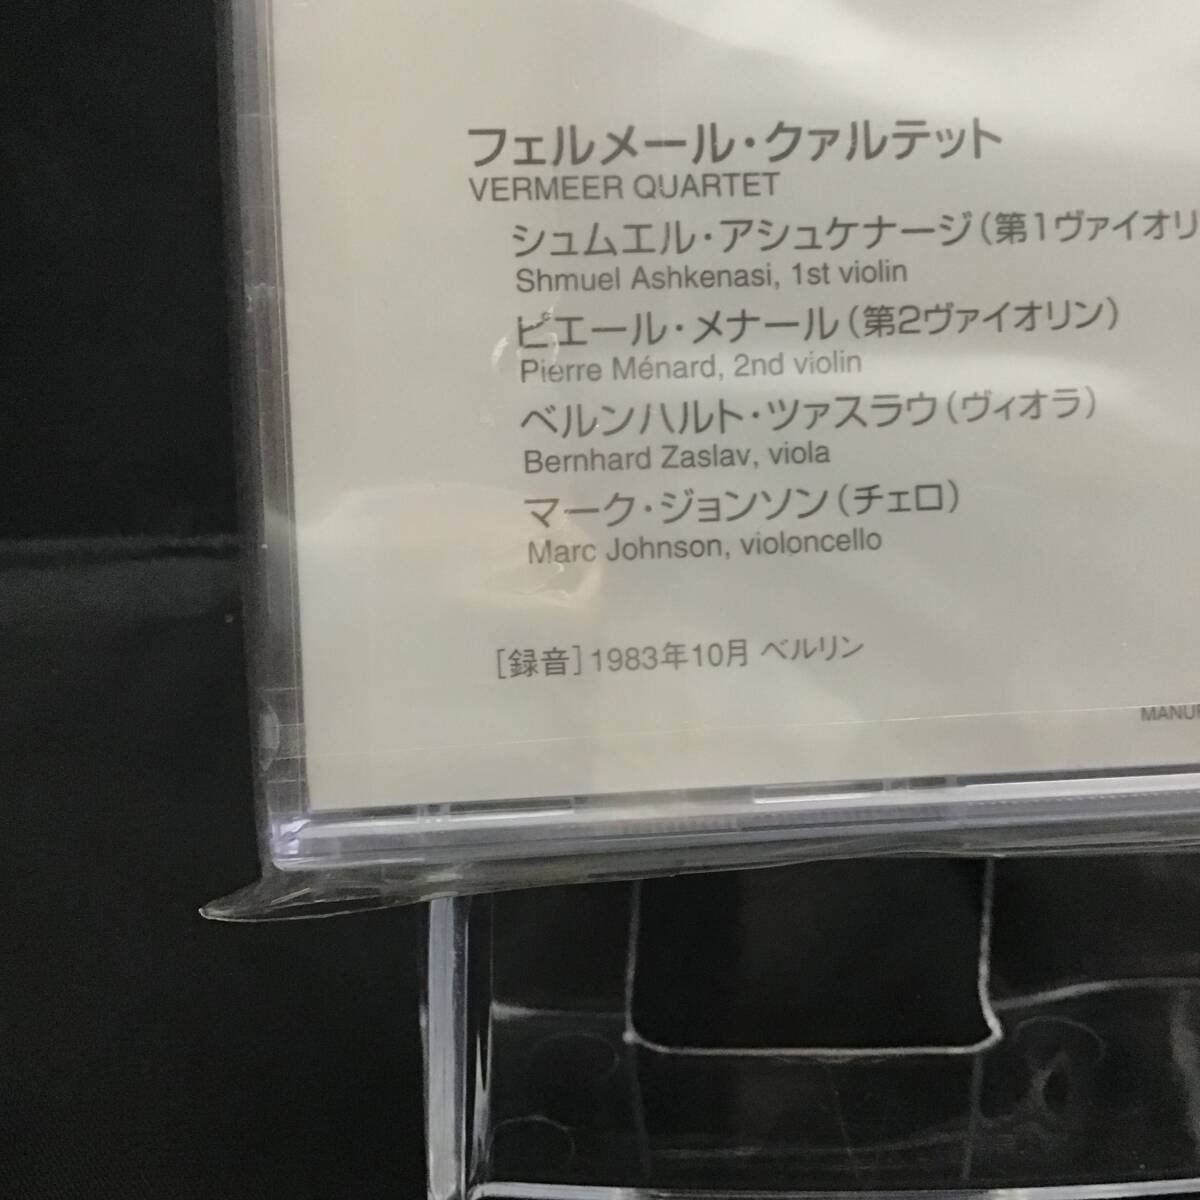 フェルメール・クァルテット
VERMEER QUARTET
シュムエル・アシュケナージ（第1ヴァイオリ
Shmuel Ashkenasi, 1st violin
ピエール・メナール（第2ヴァイオリン）
Pierre Ménard, 2nd violin
ベルンハルト・ツァスラウ（ヴィオラ）
Bernhard Zaslav, viola
マーク・ジョンソン（チェロ）
Marc Johnson, violoncello
［録音］1983年10月 ベルリン